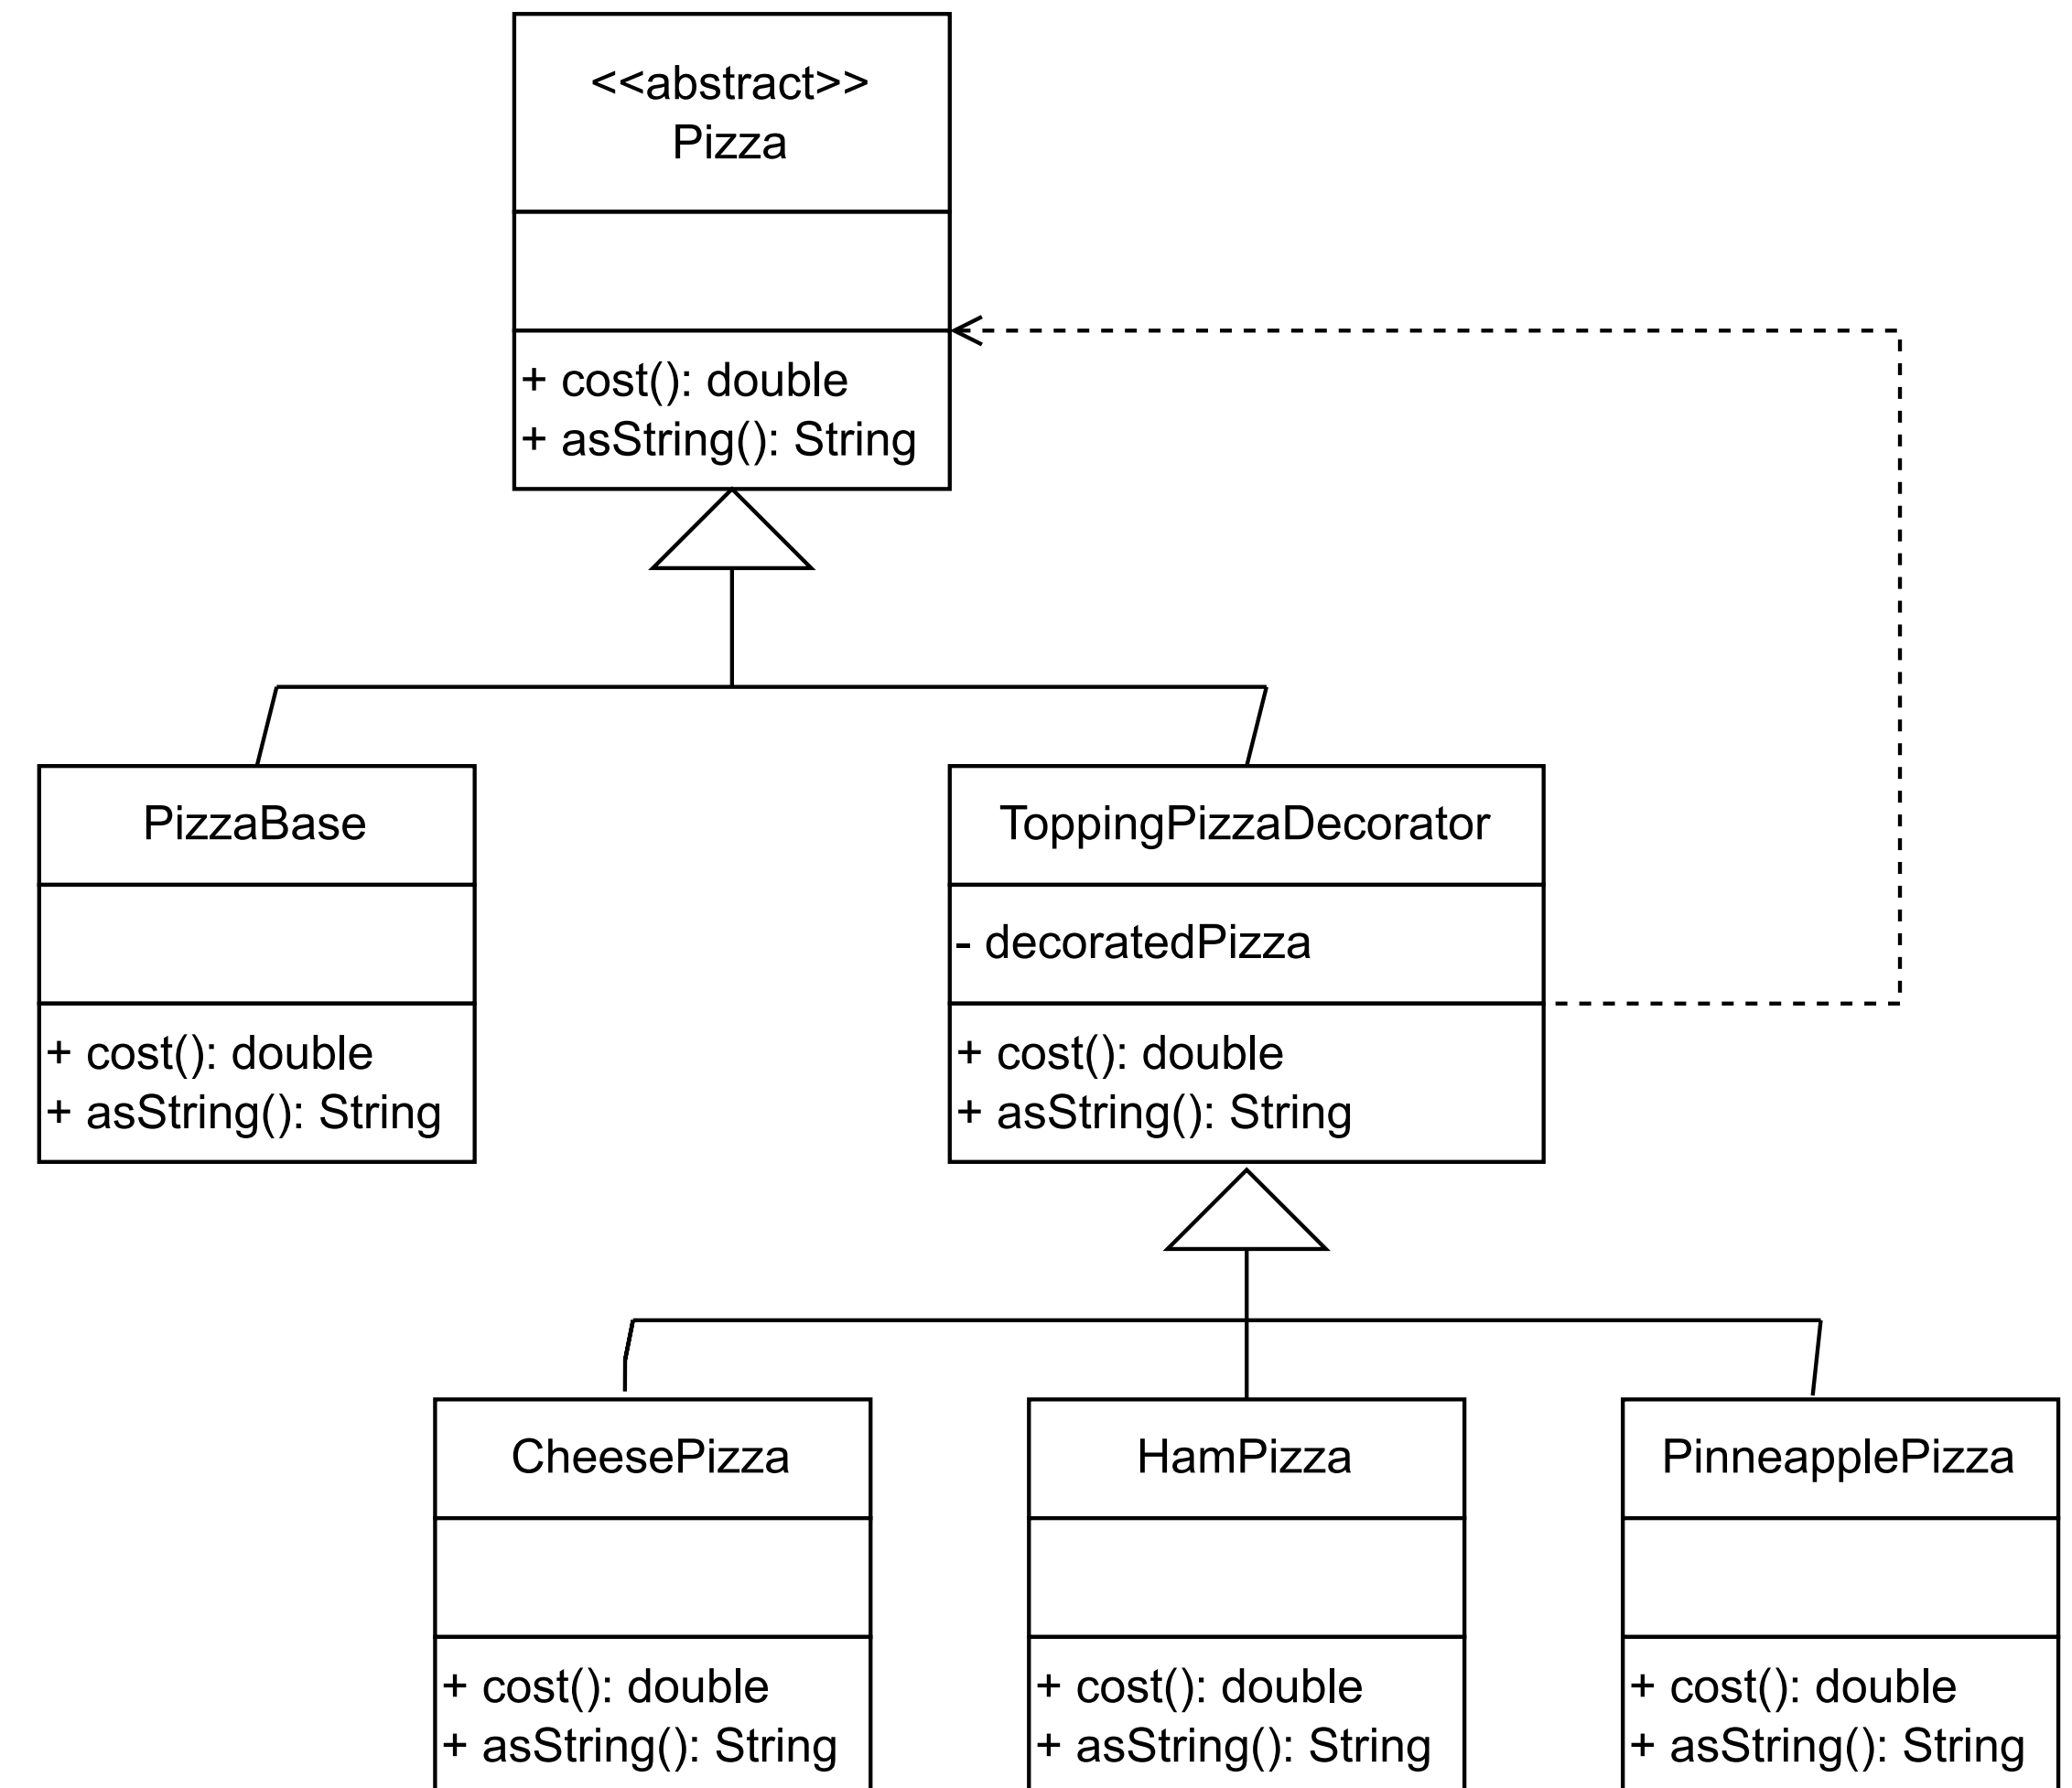 <<abstract>>
Pizza
+ cost(): double
+ asString(): String
PizzaBase
+ cost(): double
+ asString(): String
ToppingPizzaDecorator
- decoratedPizza
+ cost(): double
+ asString(): String
CheesePizza
+ cost(): double
+ asString(): String
HamPizza
+ cost(): double
+ asString(): String
PinneapplePizza
+ cost(): double
+ asString(): String